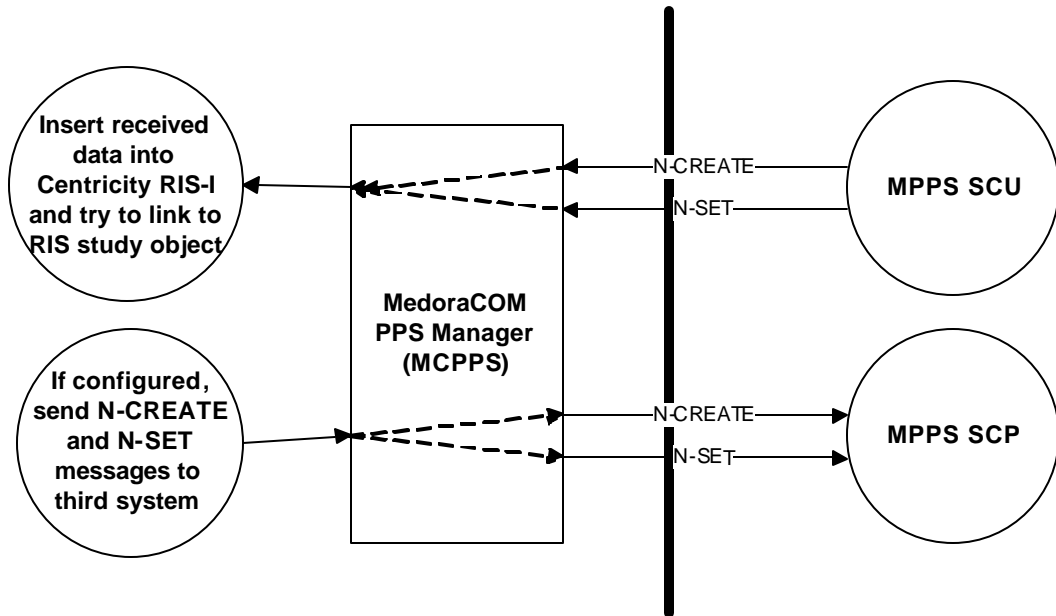 Insert received
data into
Centricity RIS-I
and try to link to
RIS study object
N-CREATE
N-SET
MPPS SCU
MedoraCOM
PPS Manager
(MCPPS)
If configured,
send N-CREATE
and N-SET
messages to
third system
N-CREATE
N-SET
MPPS SCP